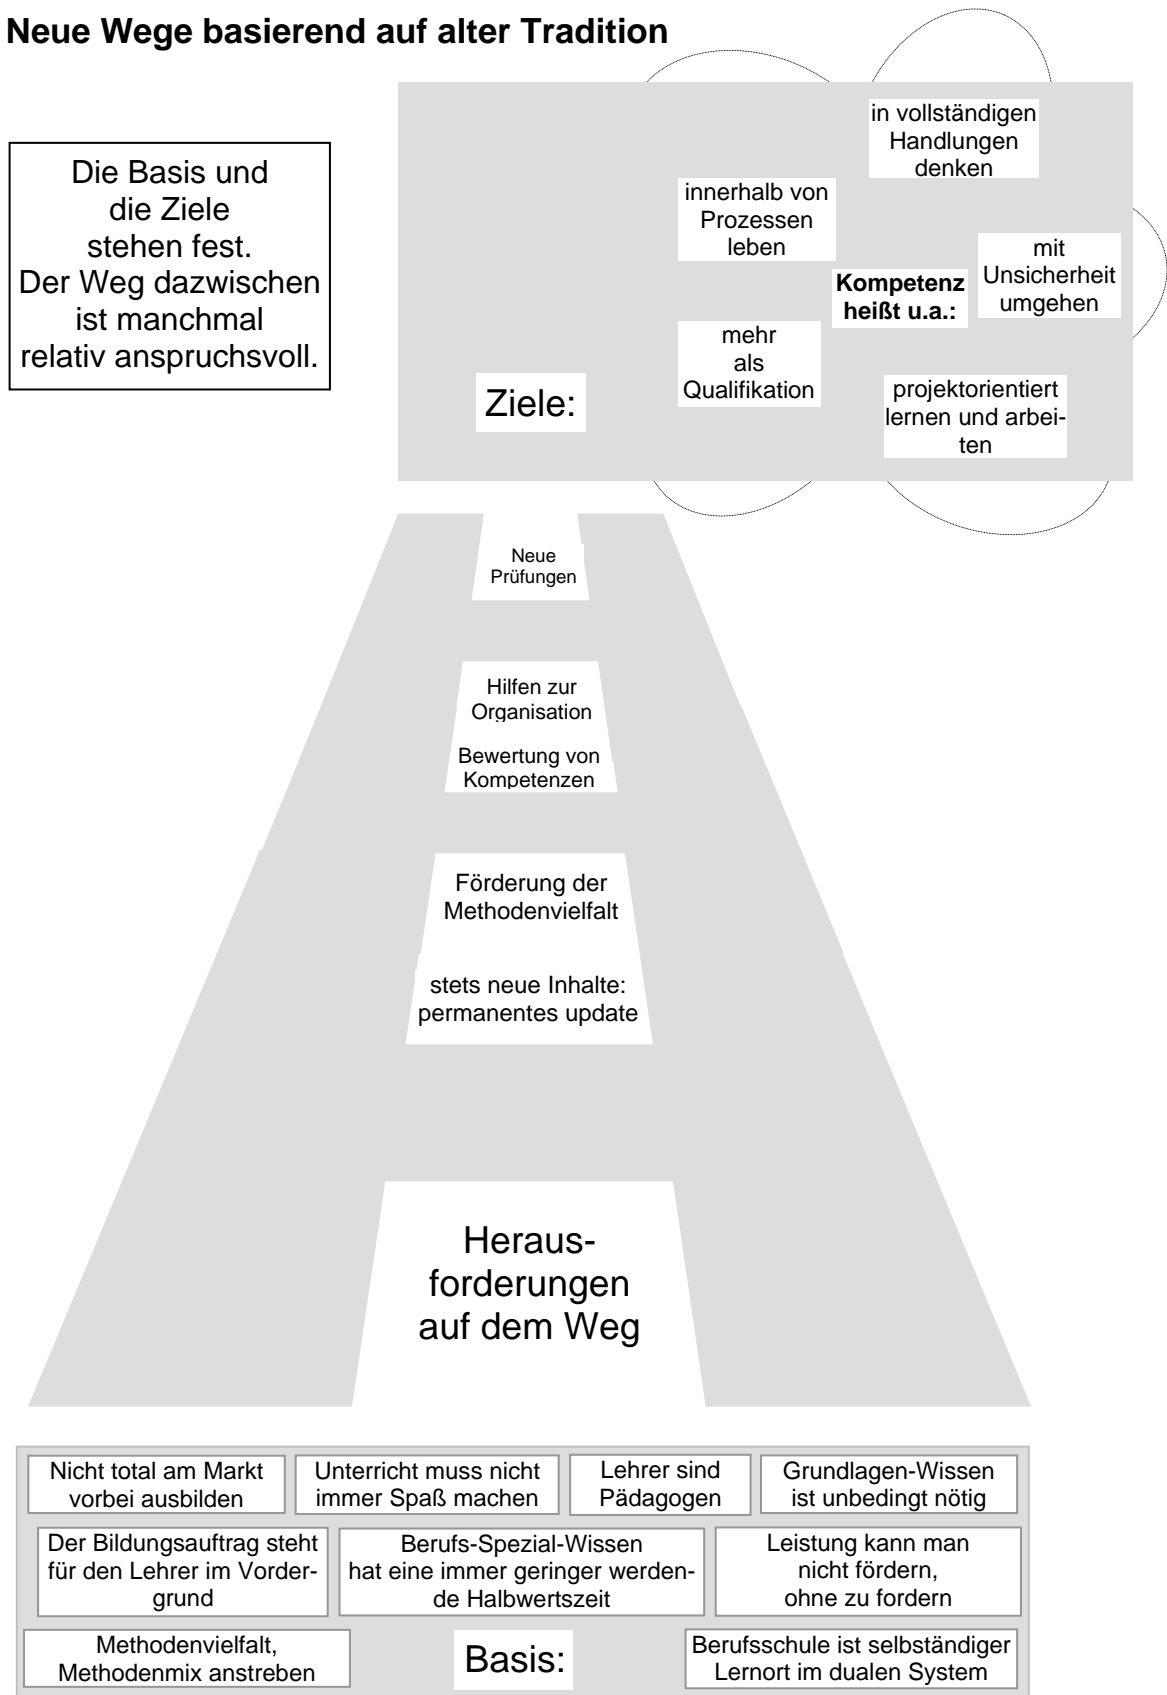 Neue Wege basierend auf alter Tradition
Die Basis und
die Ziele
stehen fest.
Der Weg dazwischen
ist manchmal
relativ anspruchsvoll.
in vollständigen
Handlungen
denken
innerhalb von
Prozessen
leben
mit
Unsicherheit
umgehen
Kompetenz
heißt u.a.:
mehr
als
Qualifikation
projektorientiert
lernen und arbei-
ten
Ziele:
Neue
Prüfungen
Hilfen zur
Organisation
Bewertung von
Kompetenzen
Förderung der
Methodenvielfalt
stets neue Inhalte:
permanentes update
Heraus-
forderungen
auf dem Weg
Nicht total am Markt
vorbei ausbilden
Unterricht muss nicht
immer Spaß machen
Lehrer sind
Pädagogen
Grundlagen-Wissen
ist unbedingt nötig
Der Bildungsauftrag steht
für den Lehrer im Vorder-
grund
Berufs-Spezial-Wissen
hat eine immer geringer werden-
de Halbwertszeit
Leistung kann man
nicht fördern,
ohne zu fordern
Methodenvielfalt,
Methodenmix anstreben
Basis:
Berufsschule ist selbständiger
Lernort im dualen System